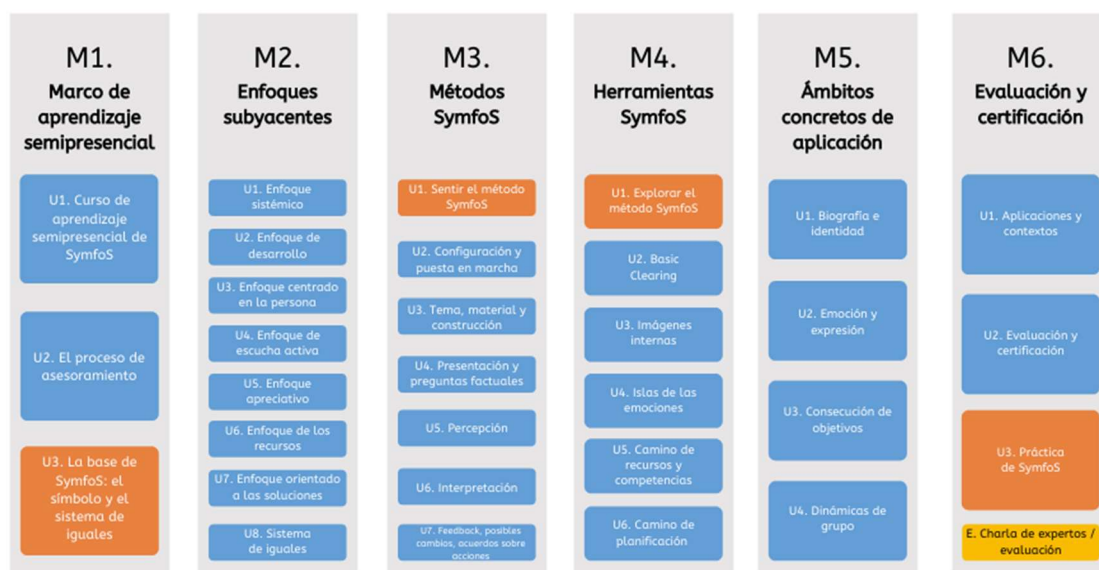 M1.
Marco de
aprendizaje
semipresencial
U1. Curso de
aprendizaje
semipresencial de
SymfoS
U2. El proceso de
asesoramiento
U3. La base de
SymfoS: el
símbolo y el
sistema de
iguales
M2.
Enfoques
subyacentes
U1. Enfoque
sistémico
U2. Enfoque de
desarrollo
U3. Enfoque centrado
en la persona
U4. Enfoque de
escucha activa
U5. Enfoque
apreciativo
U6. Enfoque de los
recursos
U7. Enfoque orientado
a las soluciones
U8. Sistema
de iguales
M3.
Métodos
SymfoS
U1. Sentir el método
SymfoS
U2. Configuración y
puesta en marcha
U3. Tema, material y
construcción
U4. Presentación y
preguntas factuales
U5. Percepción
U6. Interpretación
U7. Feedback, posibles
cambios, acuerdos sobre
acciones
M4.
Herramientas
SymfoS
U1. Explorar el
método SymfoS
U2. Basic
Clearing
U3. Imágenes
internas
U4. Islas de las
emociones
U5. Camino de
recursos y
competencias
U6. Camino de
planificación
M5.
Ámbitos
concretos de
aplicación
U1. Biografía e
identidad
U2. Emoción y
expresión
U3. Consecución de
objetivos
U4. Dinámicas de
grupo
M6.
Evaluación y
certificación
U1. Aplicaciones y
contextos
U2. Evaluación y
certificación
U3. Práctica
de SymfoS
E. Charla de expertos /
evaluación